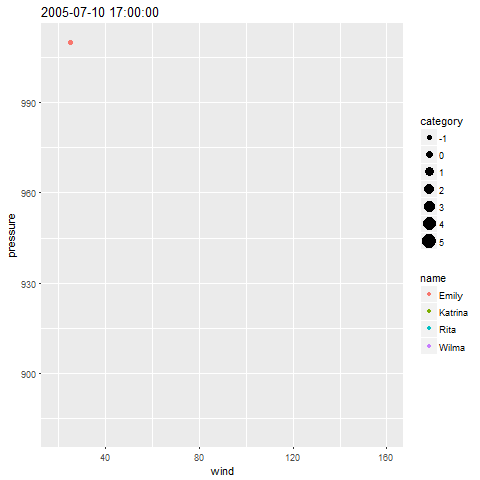 2005-07-10 17:00:00
pressure
990
960
930
900
40 80 120 160
wind
category
-1
0
1
2
3
4
5
name
Emily
Katrina
Rita
Wilma